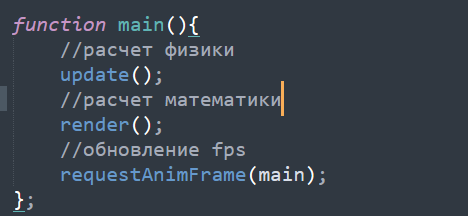 function main(){
//расчет физики
update();
//расчет математики
render();
//обновление fps
requestAnimFrame(main);
};